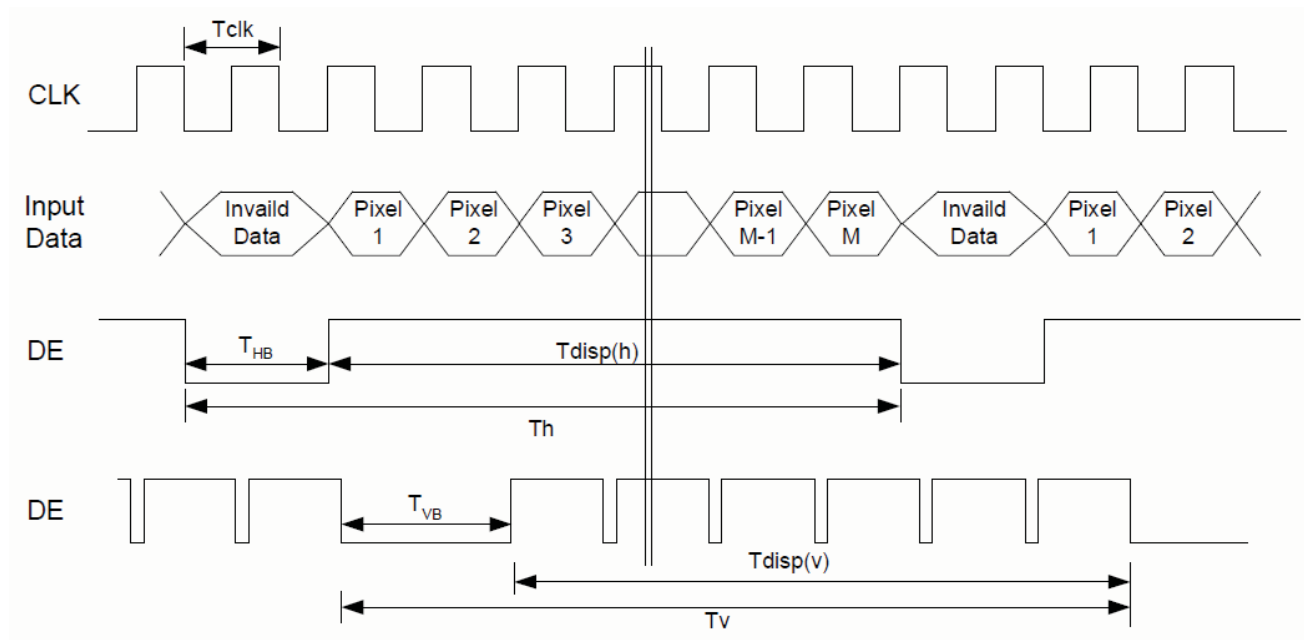 Tclk
CLK
Input
Data
Invaild
Data
Pixel
1
Pixel
2
Pixel
3
Pixel
M-1
Pixel
M
Invaild
Data
Pixel
1
Pixel
2
DE
THB
Tdisp(h)
Th
DE
TVB
Tdisp(v)
Tv